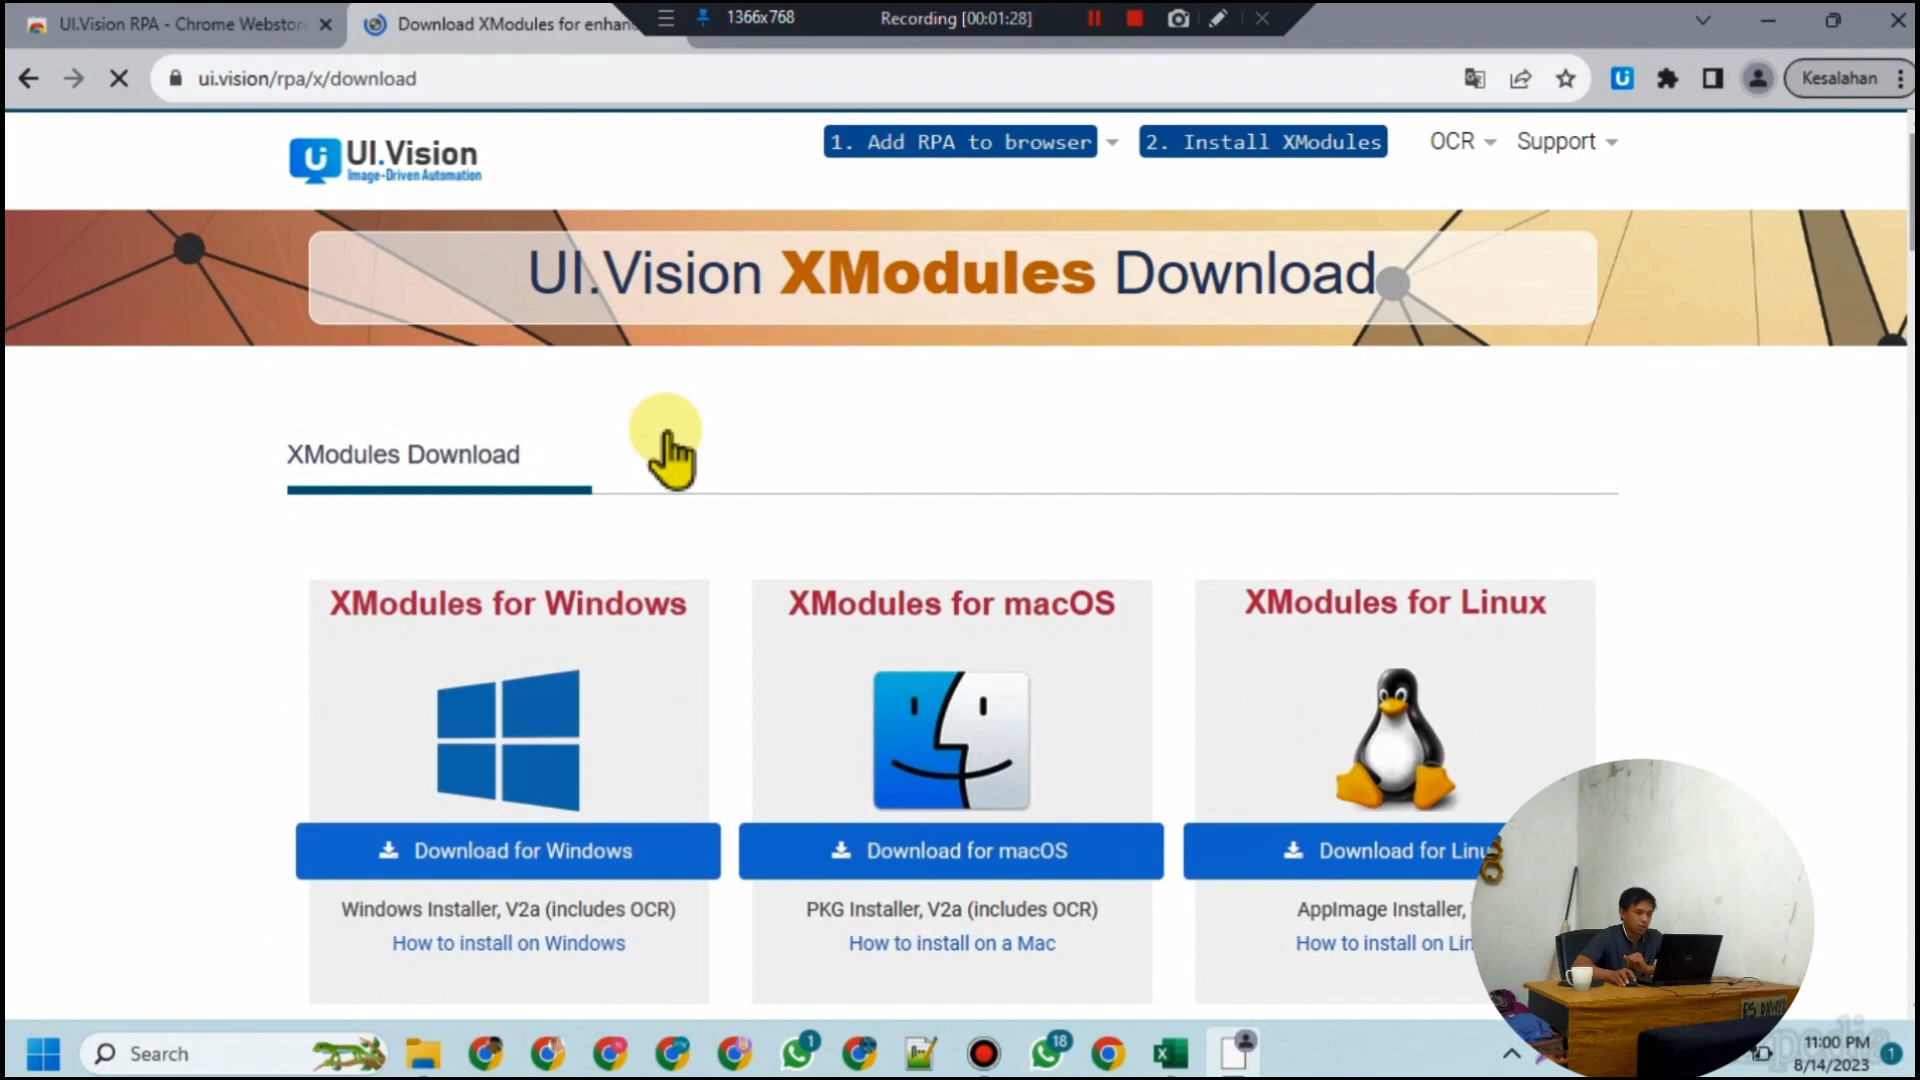 1366x768
Recording [00:01:28]
UI.Vision RPA - Chrome Webstor
Download XModules for enhan
ui.vision/rpa/x/download
Kesalahan
UI.Vision
Image-Driven Automation
1. Add RPA to browser
2. Install XModules
OCR
Support
UI.Vision XModules Download
XModules Download
XModules for Windows
XModules for macOS
XModules for Linux
Download for Windows
Download for macOS
Download for Linu
Windows Installer, V2a (includes OCR)
PKG Installer, V2a (includes OCR)
AppImage Installer,
How to install on Windows
How to install on a Mac
How to install on Lin
Search
1
18
11:00 PM
8/14/2023
1